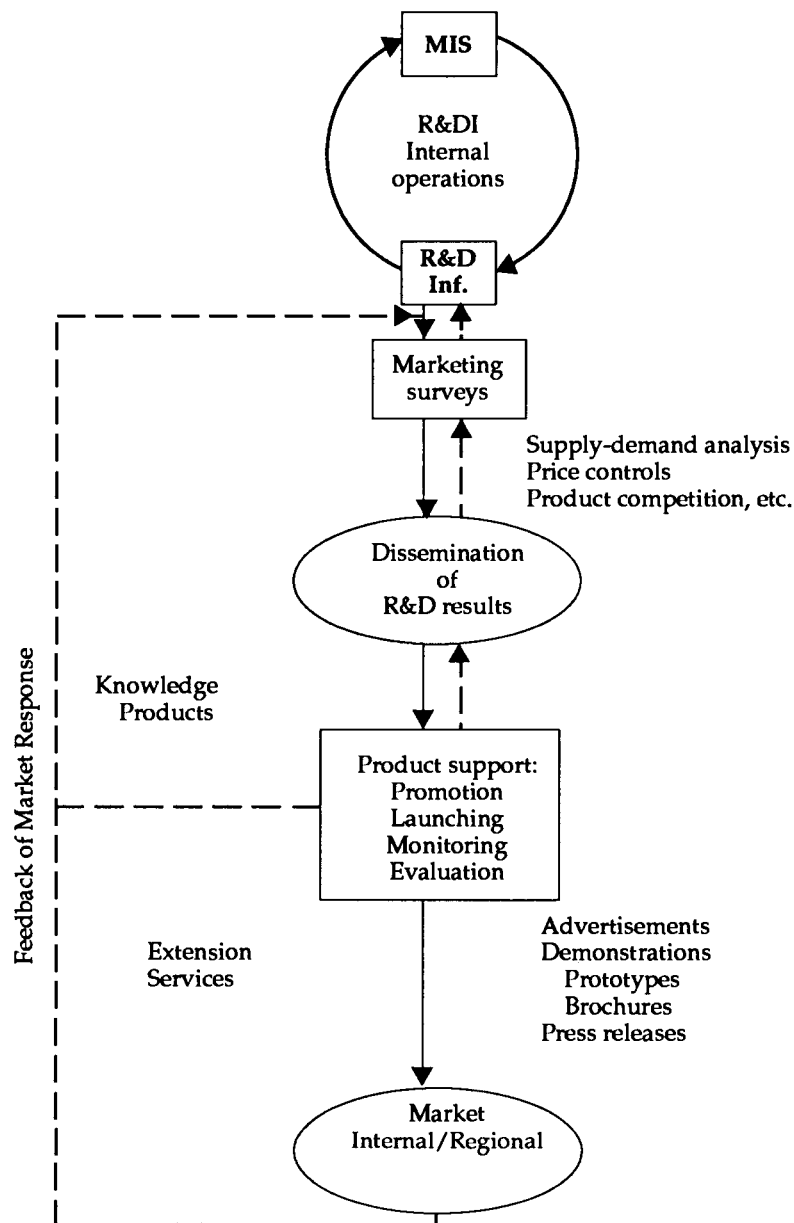 MIS
R&DI
Internal
operations
R&D
Inf.
Marketing
surveys
Supply-demand analysis
Price controls
Product competition, etc.
Dissemination
of
R&D results
Knowledge
Products
Feedback of Market Response
Product support:
Promotion
Launching
Monitoring
Evaluation
Extension
Services
Advertisements
Demonstrations
Prototypes
Brochures
Press releases
Market
Internal/Regional